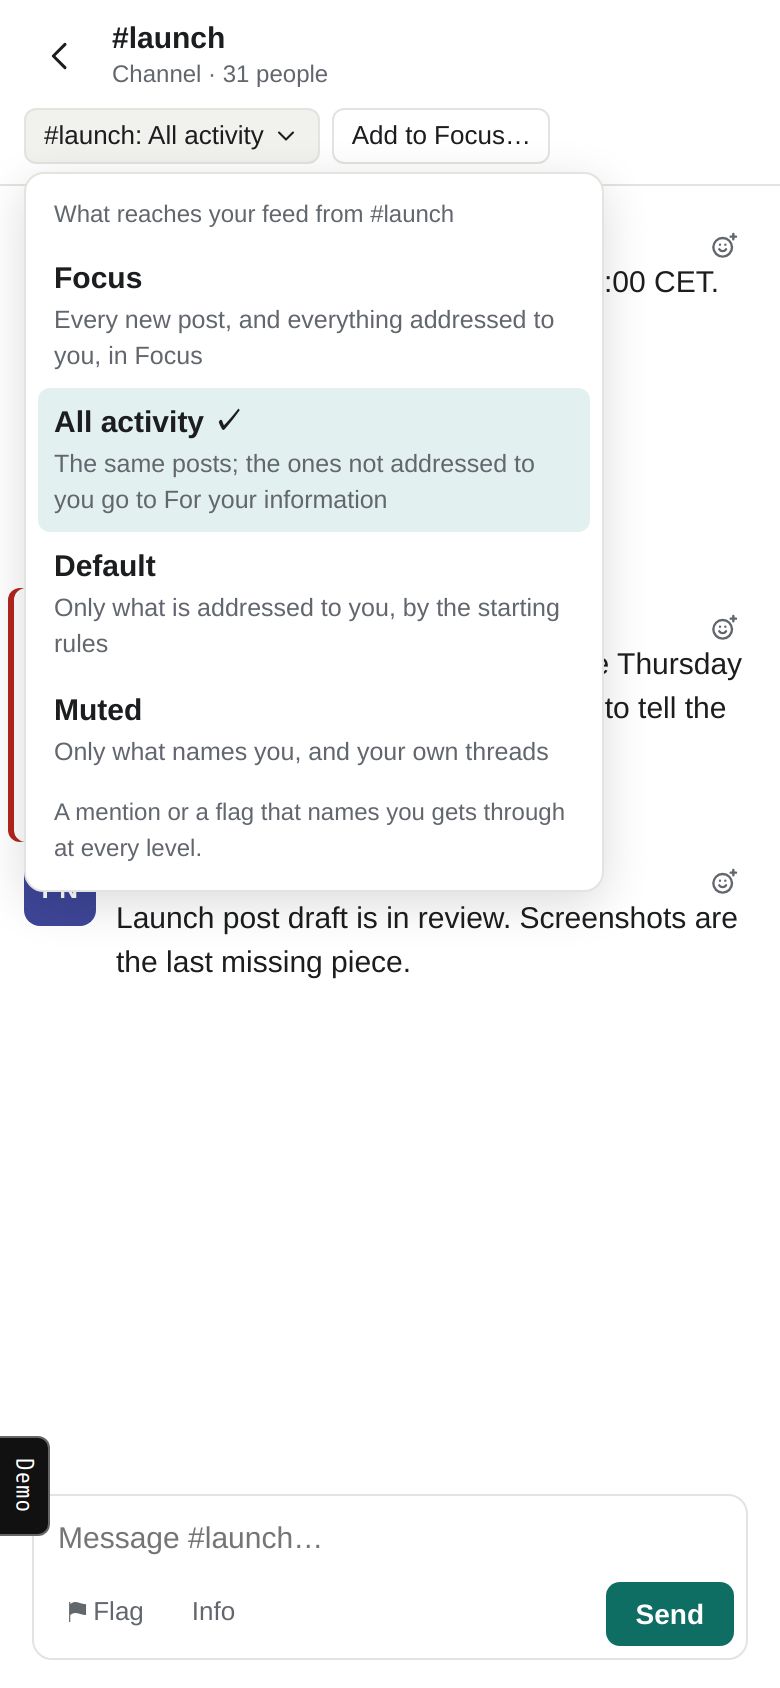 #launch
Channel · 31 people
#launch: All activity
Add to Focus…
What reaches your feed from #launch
Focus
Every new post, and everything addressed to
you, in Focus
All activity ✓
The same posts; the ones not addressed to
you go to For your information
Default
Only what is addressed to you, by the starting
rules
Muted
Only what names you, and your own threads
A mention or a flag that names you gets through
at every level.
:00 CET.
Thursday
to tell the
Launch post draft is in review. Screenshots are
the last missing piece.
Demo
Message #launch…
Flag
Info
Send